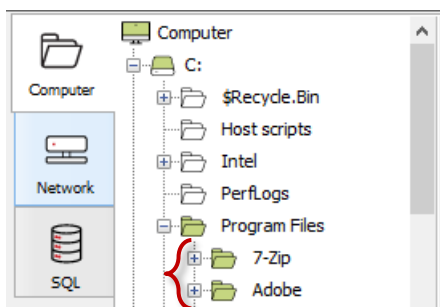 Computer
C:
Computer
$Recycle.Bin
Host scripts
Intel
Network
PerfLogs
Program Files
7-Zip
SQL
Adobe